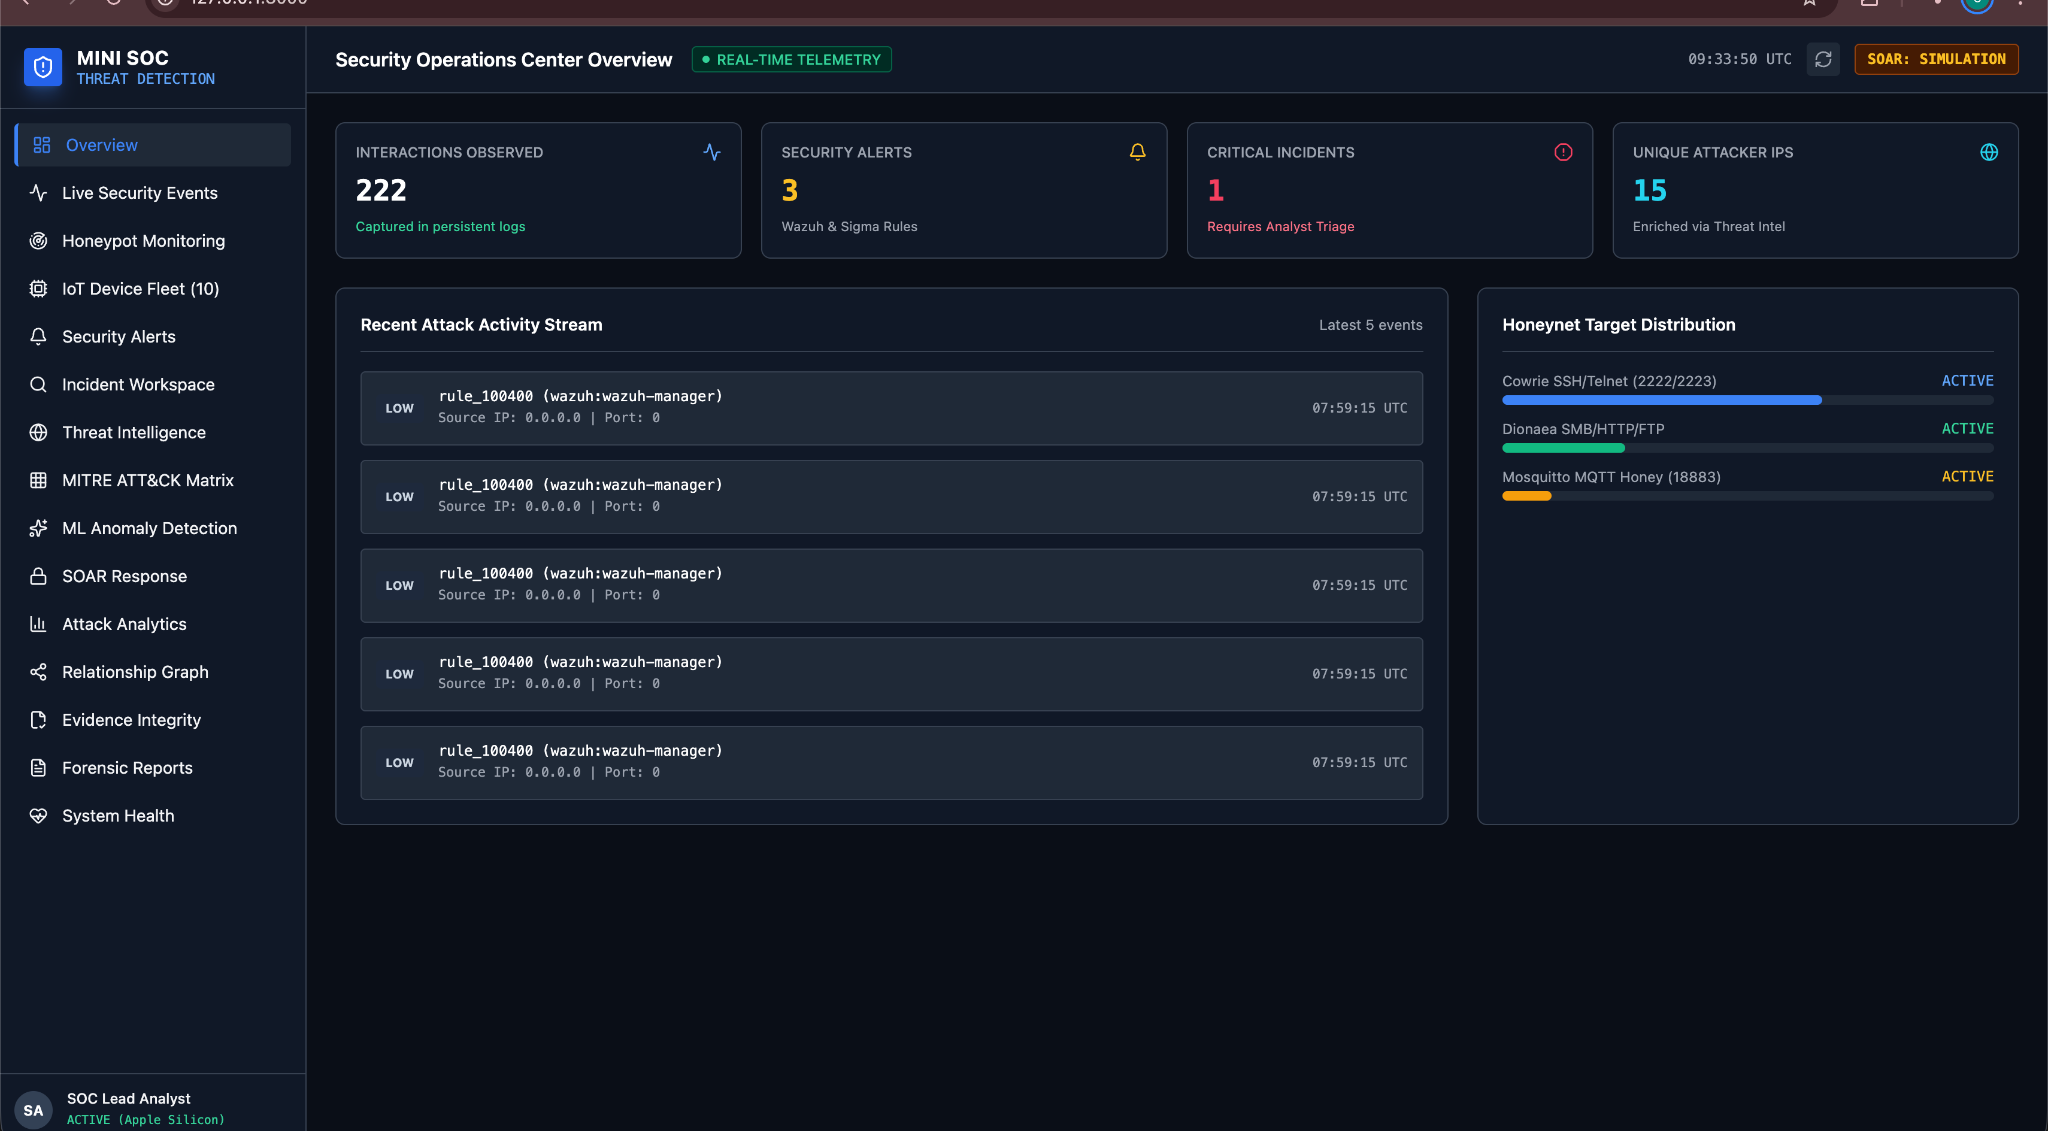 MINI SOC
THREAT DETECTION
Overview
Live Security Events
Honeypot Monitoring
IoT Device Fleet (10)
Security Alerts
Incident Workspace
Threat Intelligence
MITRE ATT&CK Matrix
ML Anomaly Detection
SOAR Response
Attack Analytics
Relationship Graph
Evidence Integrity
Forensic Reports
System Health
SA
SOC Lead Analyst
ACTIVE (Apple Silicon)
Security Operations Center Overview
REAL-TIME TELEMETRY
09:33:50 UTC
SOAR: SIMULATION
INTERACTIONS OBSERVED
222
Captured in persistent logs
SECURITY ALERTS
3
Wazuh & Sigma Rules
CRITICAL INCIDENTS
1
Requires Analyst Triage
UNIQUE ATTACKER IPS
15
Enriched via Threat Intel
Recent Attack Activity Stream
Latest 5 events
LOW
rule_100400 (wazuh:wazuh-manager)
Source IP: 0.0.0.0 | Port: 0
07:59:15 UTC
LOW
rule_100400 (wazuh:wazuh-manager)
Source IP: 0.0.0.0 | Port: 0
07:59:15 UTC
LOW
rule_100400 (wazuh:wazuh-manager)
Source IP: 0.0.0.0 | Port: 0
07:59:15 UTC
LOW
rule_100400 (wazuh:wazuh-manager)
Source IP: 0.0.0.0 | Port: 0
07:59:15 UTC
LOW
rule_100400 (wazuh:wazuh-manager)
Source IP: 0.0.0.0 | Port: 0
07:59:15 UTC
Honeynet Target Distribution
Cowrie SSH/Telnet (2222/2223)
ACTIVE
Dionaea SMB/HTTP/FTP
ACTIVE
Mosquitto MQTT Honey (18883)
ACTIVE